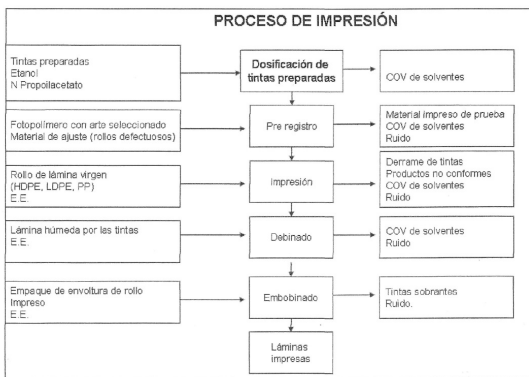 PROCESO DE IMPRESIÓN
Tintas preparadas
Etanol
N Propoilacetato
Dosificación de
tintas preparadas
COV de solventes
Fotopolímero con arte seleccionado
Material de ajuste (rollos defectuosos)
Pre registro
Material impreso de prueba
COV de solventes
Ruido
Rollo de lámina virgen
(HDPE, LDPE, PP)
E.E.
Impresión
Derrame de tintas
Productos no conformes
COV de solventes
Ruido
Lámina húmeda por las tintas
E.E.
Debinado
COV de solventes
Ruido
Empaque de envoltura de rollo
Impreso
E.E.
Embobinado
Tintas sobrantes
Ruido.
Láminas
impresas